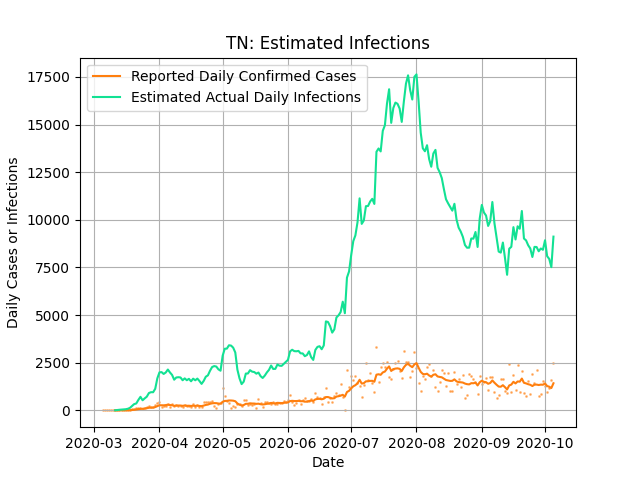 TN: Estimated Infections
Reported Daily Confirmed Cases
Estimated Actual Daily Infections
Daily Cases or Infections
17500
15000
12500
10000
7500
5000
2500
0
2020-03 2020-04 2020-05 2020-06 2020-07 2020-08 2020-09 2020-10
Date